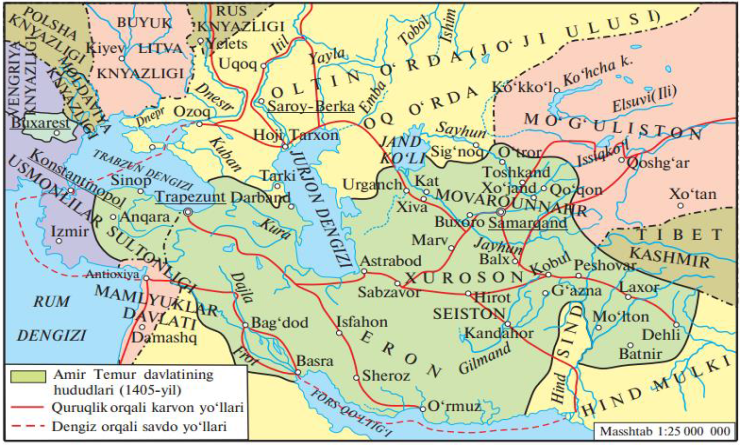 POLSHA
KNYAZLIGI
BUYUK
LITVA
KNYAZLIGI
Kiyev
RUS
KNYAZLIGI
Yelets
VENGRIYA
KNYAZLIGI
MOLDAVIYA
KNYAZLIGI
Buxarest
Uqoq
Itil
Yayla
Tobol
Ishim
OLTIN O‘RDA (JO‘JI ULUSI)
OQ O‘RDA
Emba
Saroy-Berka
Dnesr
Dnepr
Ozoq
Hoji Tarxon
Kuban
Ko‘kko‘l
Ko‘hcha k.
Elsuvi(Ili)
MO‘G‘ULISTON
Issiqko‘l
Qoshg‘ar
Xo‘tan
JAND
KO‘LI
Sayhun
Sig‘noq
O‘tror
Toshkand
Xo‘jand
Qo‘qon
USMONLILAR SULTONLIGI
Konstantinopol
TRABZUN DENGIZI
Sinop
Trapezunt
Anqara
Izmir
Tarki
Darband
Kura
JURJON DENGIZI
Urganch
Kat
Xiva
MOVAROUNNAHR
Buxoro
Samarqand
Marv
Jayhun
Balx
TIBET
KASHMIR
Antioxiya
MAMLYUKLAR
DAVLATI
Damashq
RUM
DENGIZI
Dajla
Frot
Bag‘dod
Basra
Astrabod
Sabzavor
XUROSON
Hirot
SEISTON
Kobul
G‘azna
Peshovar
Laxor
Kandahor
Gilmand
Mo‘lton
Dehli
Batnir
Isfahon
ERON
Sheroz
O‘rmuz
FORS QO‘LTIG‘I
Hind
SIND
HIND MULKI
Amir Temur davlatining
hududlari (1405-yil)
Quruqlik orqali karvon yo‘llari
Dengiz orqali savdo yo‘llari
Masshtab 1:25 000 000